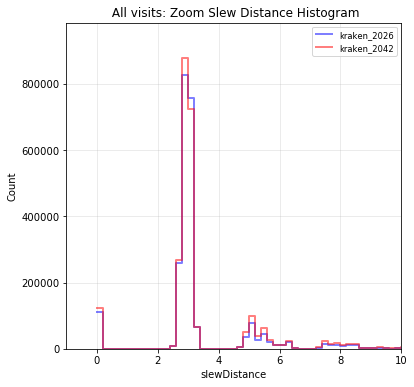 All visits: Zoom Slew Distance Histogram
kraken_2026
kraken_2042
800000
600000
400000
200000
0
Count
0 2 4 6 8 10
slewDistance